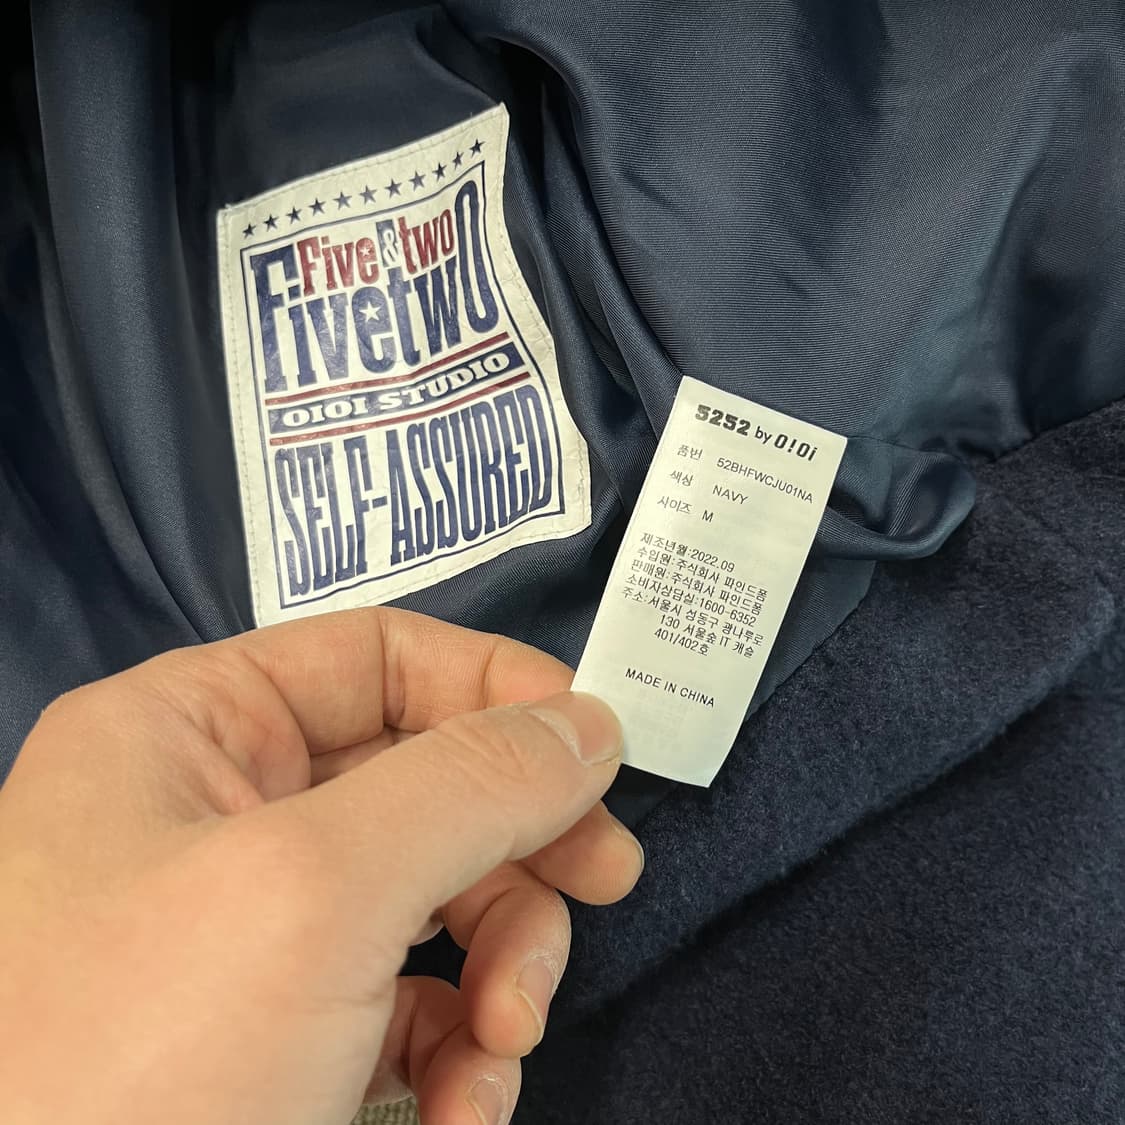 Five & two
Fivetwo
OIOI STUDIO
SELF-ASSURED
5252 by O!Oi
품번 52BHFWCJU01NA
색상 NAVY
사이즈 M
제조년월:2022.09
수입원:주식회사 파인드폼
판매원:주식회사 파인드폼
소비자상담실:1600-6352
주소:서울시 성동구 광나루로
130 서울숲 IT 캐슬
401/402호
MADE IN CHINA